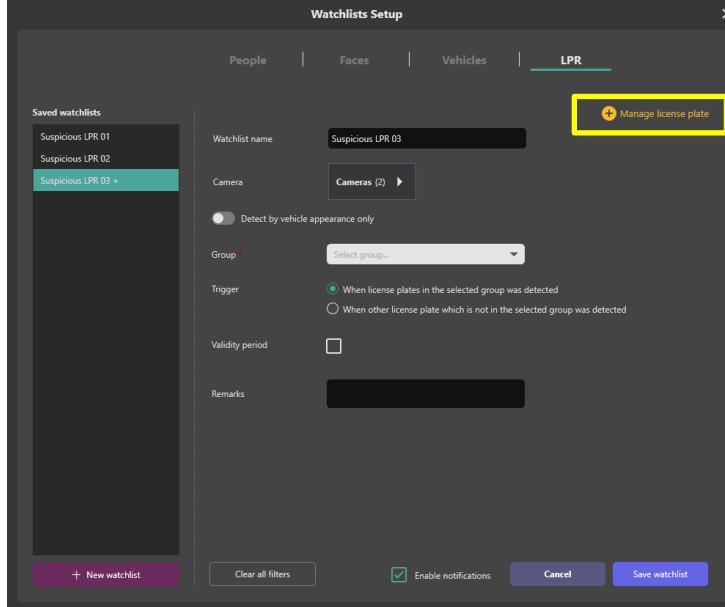 Watchlists Setup
People
Faces
Vehicles
LPR
Saved watchlists
Suspicious LPR 01
Suspicious LPR 02
Suspicious LPR 03 +
+ New watchlist
+ Manage license plate
Watchlist name
Suspicious LPR 03
Camera
Cameras (2)
Detect by vehicle appearance only
Group *
Select group...
Trigger
When license plates in the selected group was detected
When other license plate which is not in the selected group was detected
Validity period
Remarks
Clear all filters
Enable notifications
Cancel
Save watchlist